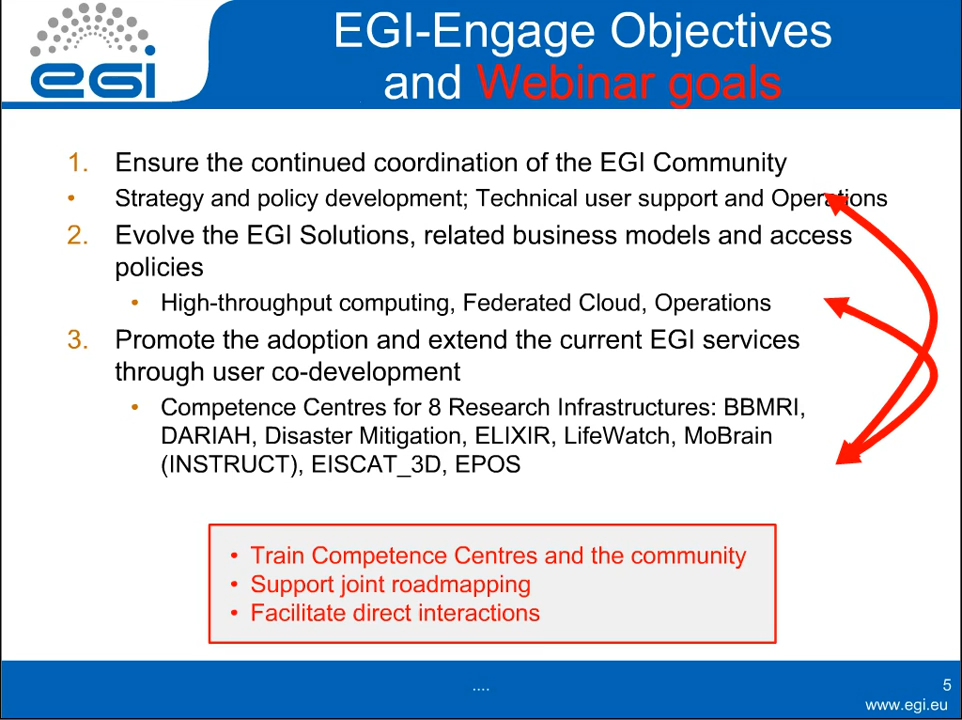 EGI-Engage Objectives
and Webinar goals
egi
1. Ensure the continued coordination of the EGI Community
• Strategy and policy development; Technical user support and Operations
2. Evolve the EGI Solutions, related business models and access
policies
• High-throughput computing, Federated Cloud, Operations
3. Promote the adoption and extend the current EGI services
through user co-development
• Competence Centres for 8 Research Infrastructures: BBMRI,
DARIAH, Disaster Mitigation, ELIXIR, LifeWatch, MoBrain
(INSTRUCT), EISCAT_3D, EPOS
• Train Competence Centres and the community
• Support joint roadmapping
• Facilitate direct interactions
....
5
www.egi.eu